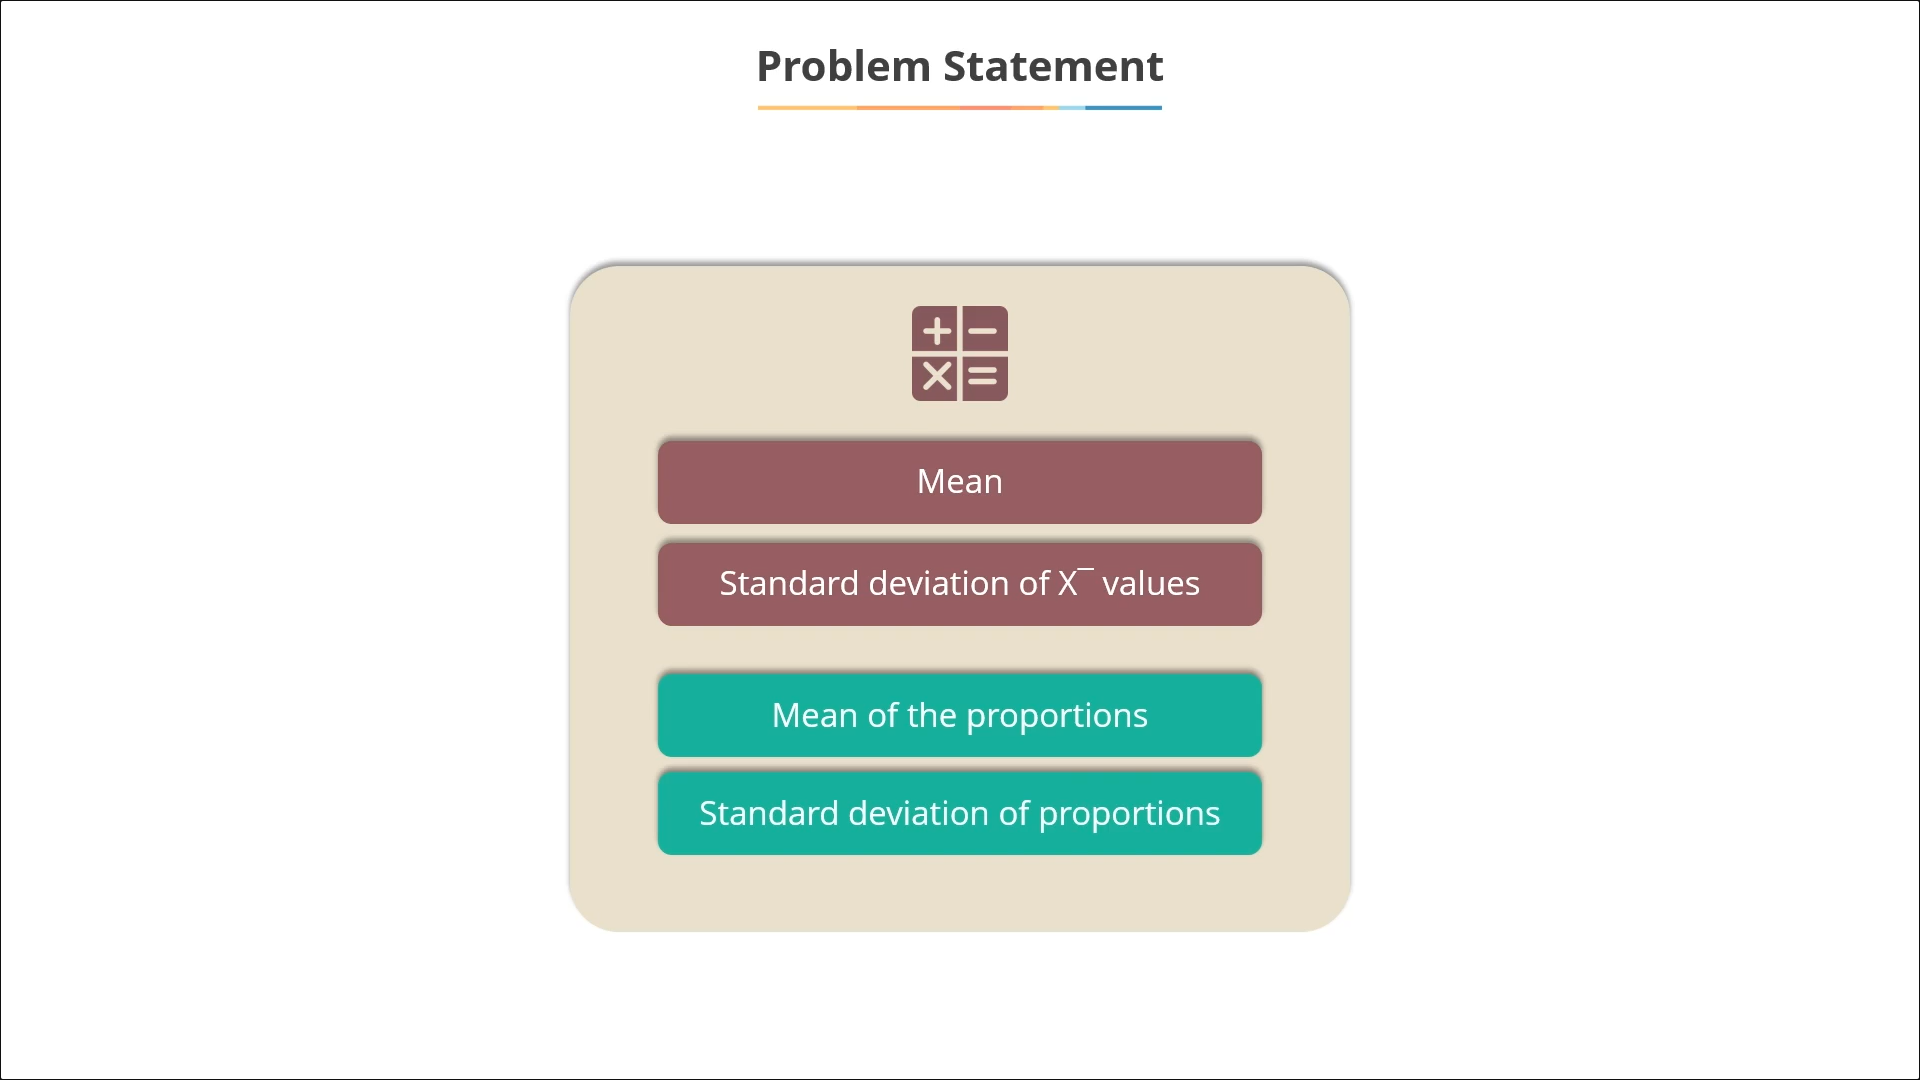 Problem Statement
Mean
Standard deviation of X¯ values
Mean of the proportions
Standard deviation of proportions